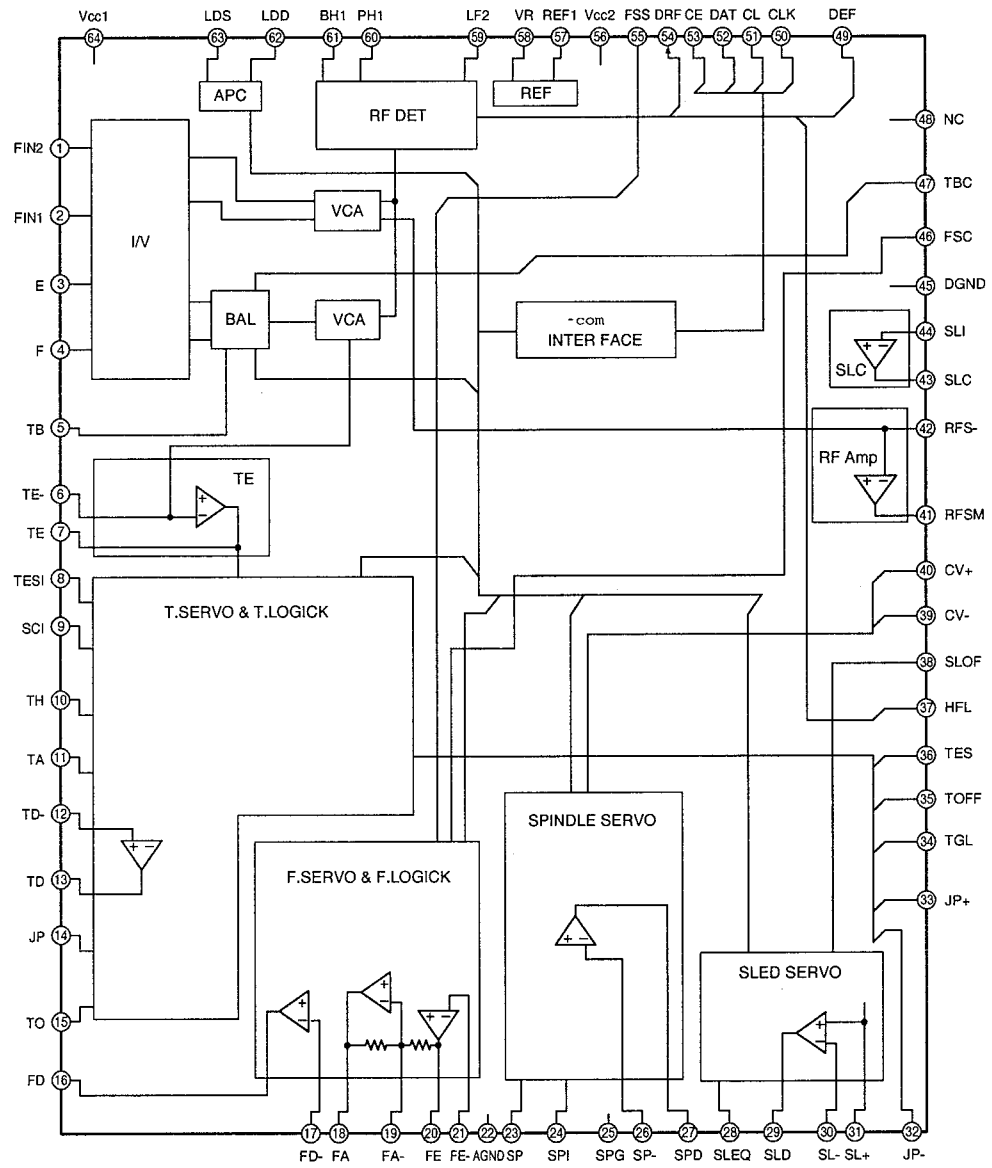 Vcc1 LDS LDD BH1 PH1 LF2 VR REF1 Vcc2 FSS DRF CE DAT CL CLK DEF
64 63 62 61 60 59 58 57 56 55 54 53 52 51 50 49
APC
RF DET
REF
48 NC
FIN2 1
47 TBC
VCA
FIN1 2
46 FSC
I/V
E 3
45 DGND
BAL
VCA
-com
INTER FACE
+ -
44 SLI
F 4
SLC
43 SLC
TB 5
42 RFS-
RF Amp
TE
TE- 6
+
-
+ -
41 RFSM
TE 7
TESI 8
40 CV+
T.SERVO & T.LOGICK
SCI 9
39 CV-
38 SLOF
TH 10
37 HFL
TA 11
36 TES
35 TOFF
TD- 12
SPINDLE SERVO
+ -
34 TGL
TD 13
F.SERVO & F.LOGICK
33 JP+
JP 14
+ -
SLED SERVO
TO 15
+
-
+
-
+ -
+
-
FD 16
17 18 19 20 21 22 23 24 25 26 27 28 29 30 31 32
FD- FA FA- FE FE- AGND SP SPI SPG SP- SPD SLEQ SLD SL- SL+ JP-